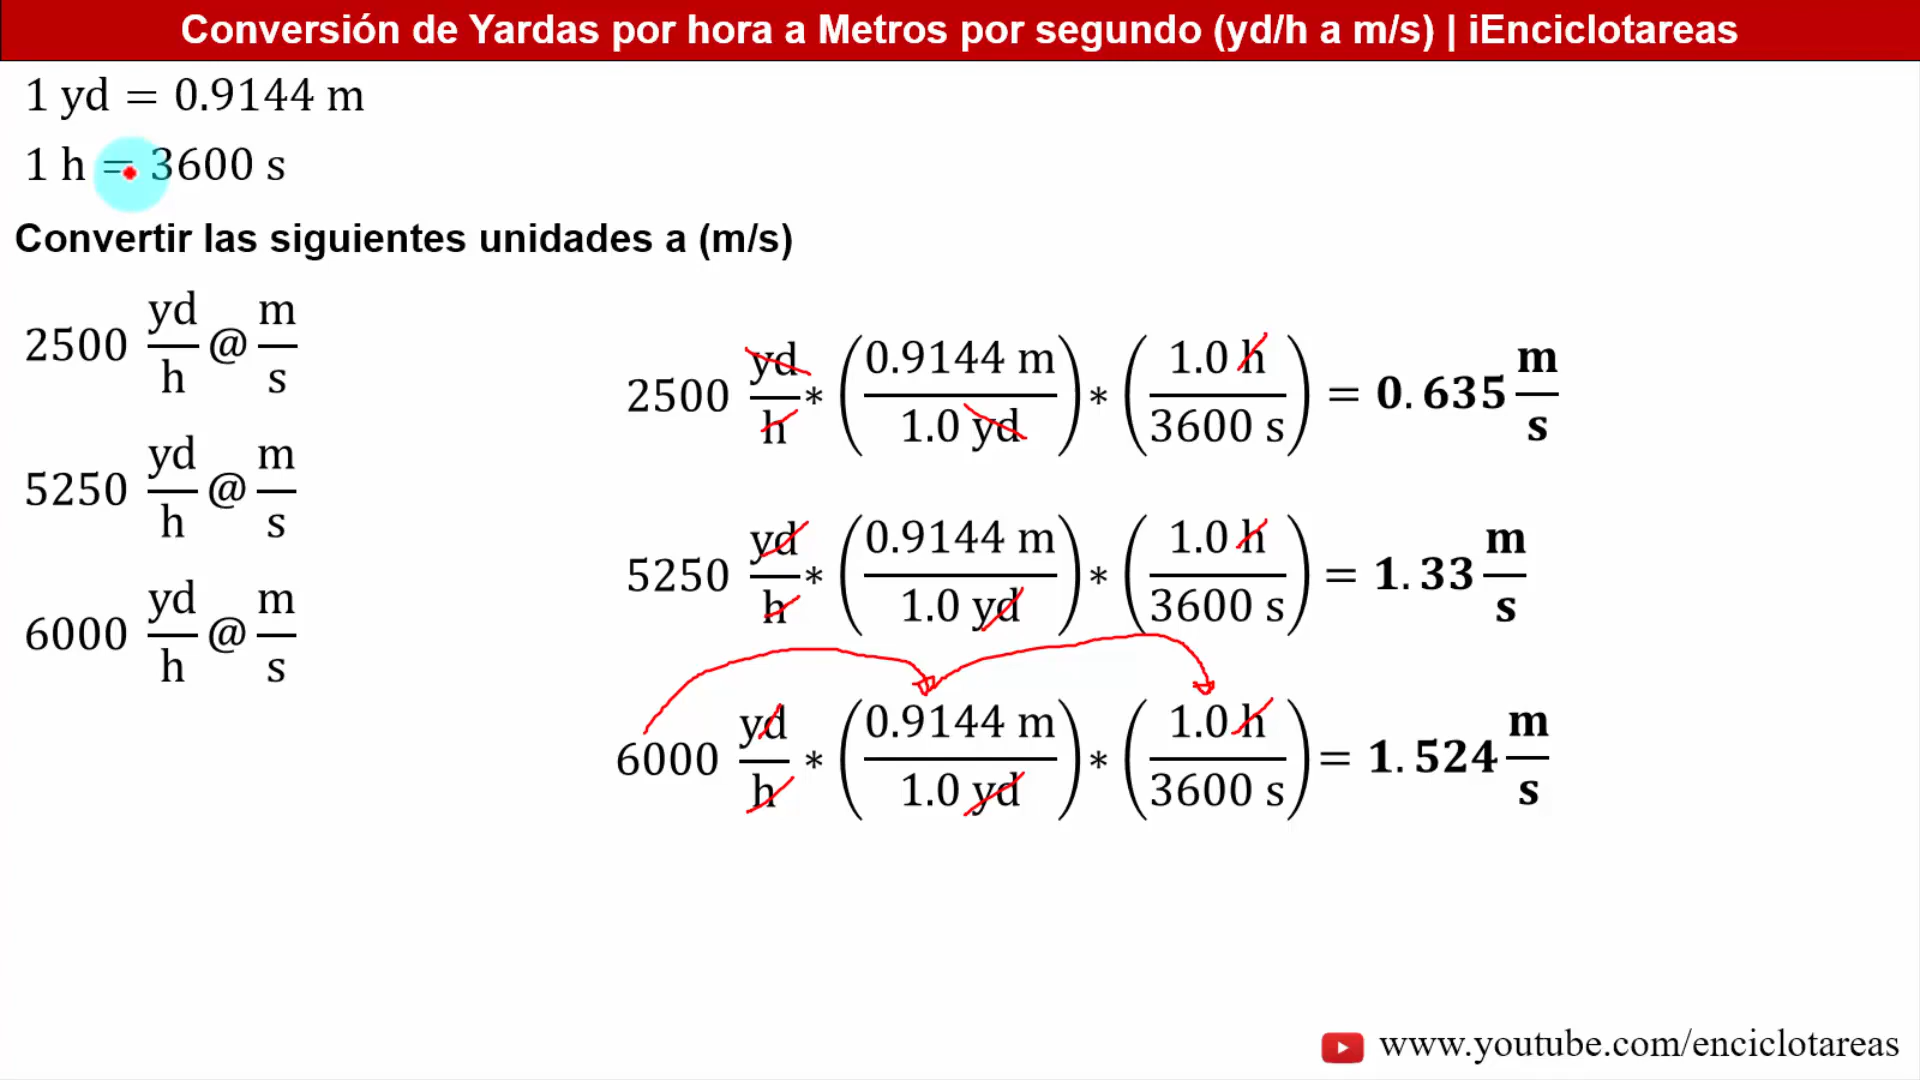 Conversión de Yardas por hora a Metros por segundo (yd/h a m/s) | iEnciclotareas
1 yd = 0.9144 m
1 h = 3600 s
Convertir las siguientes unidades a (m/s)
2500 yd/h @ m/s
5250 yd/h @ m/s
6000 yd/h @ m/s
2500 yd/h * (0.9144 m / 1.0 yd) * (1.0 h / 3600 s) = 0.635 m/s
5250 yd/h * (0.9144 m / 1.0 yd) * (1.0 h / 3600 s) = 1.33 m/s
6000 yd/h * (0.9144 m / 1.0 yd) * (1.0 h / 3600 s) = 1.524 m/s
www.youtube.com/enciclotareas